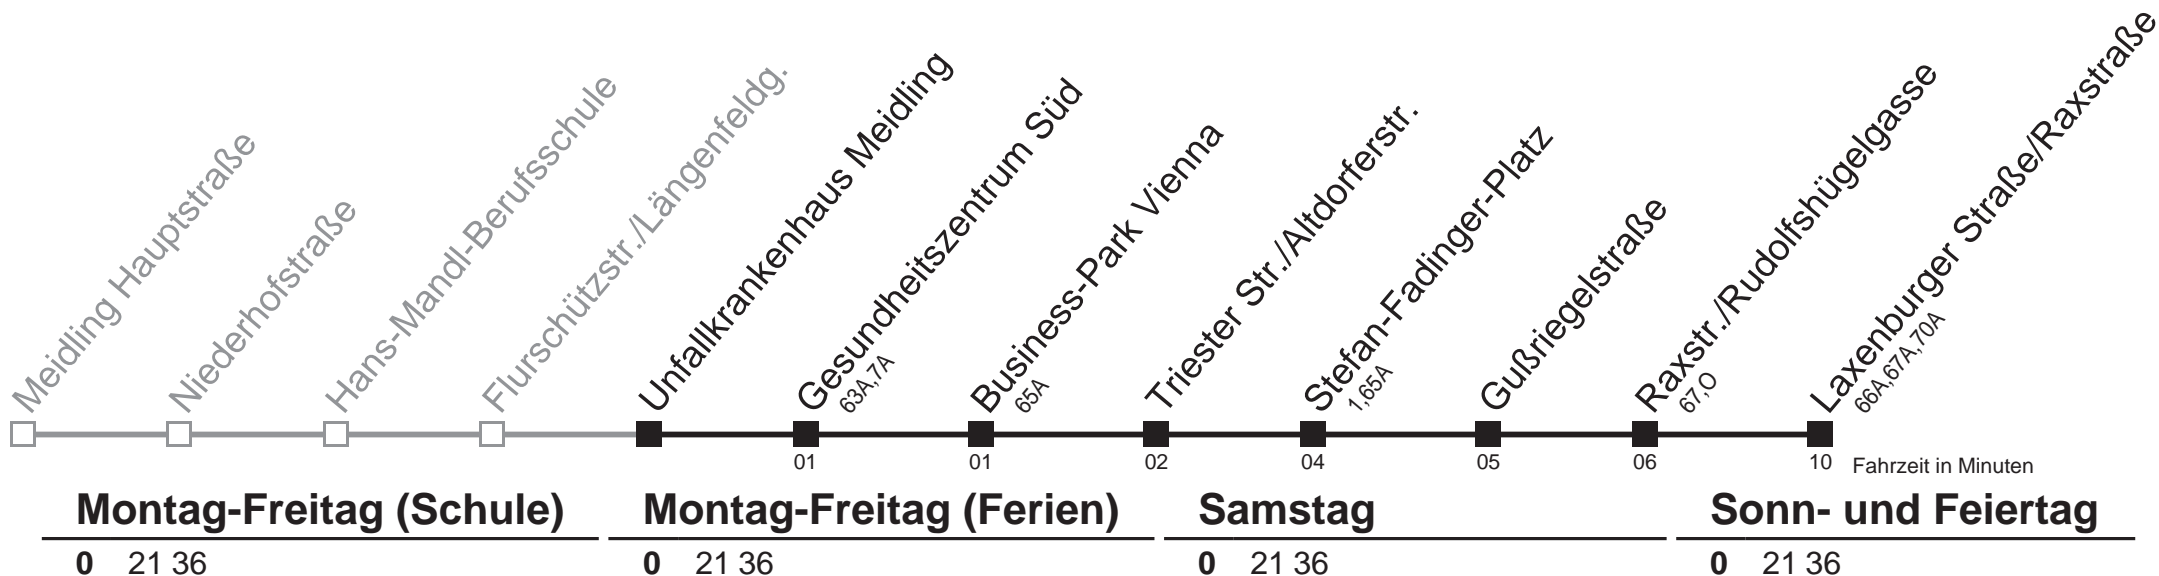 Meidling Hauptstraße
Niederhofstraße
Hans-Mandl-Berufsschule
Flurschützstr./Längenfeldg.
Unfallkrankenhaus Meidling
Gesundheitszentrum Süd
63A,7A
Business-Park Vienna
65A
Triester Str./Altdorferstr.
Stefan-Fadinger-Platz
1,65A
Gußriegelstraße
Raxstr./Rudolfshügelgasse
67,O
Laxenburger Straße/Raxstraße
66A,67A,70A
01 01 02 04 05 06 10 Fahrzeit in Minuten
Montag-Freitag (Schule) Montag-Freitag (Ferien) Samstag Sonn- und Feiertag
0 21 36 0 21 36 0 21 36 0 21 36